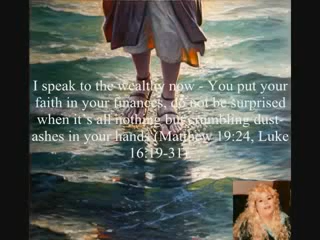 I speak to the wealthy now - You put your
faith in your finances, do not be surprised
when it`s all nothing but crumbling dust-
ashes in your hands (Matthew 19:24, Luke
16:19-31).